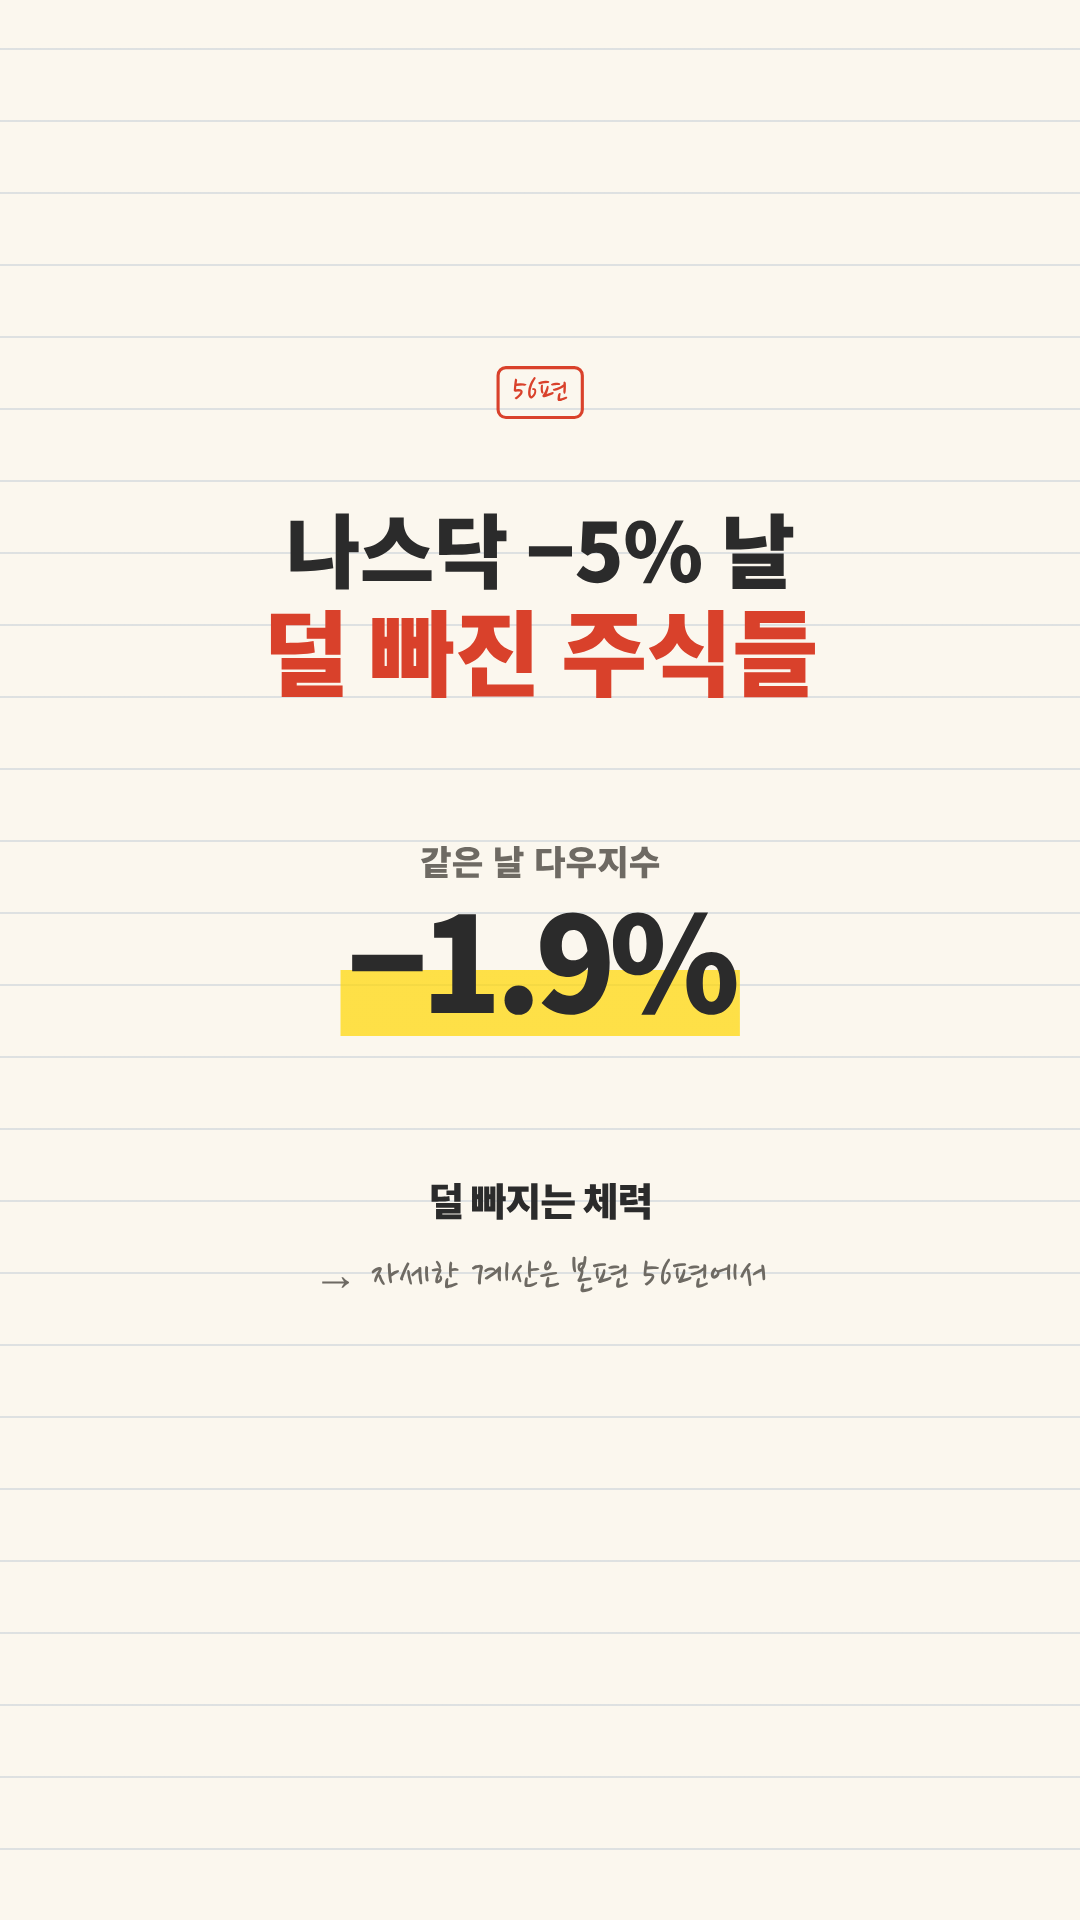 56편
나스닥 −5% 날
덜 빠진 주식들
같은 날 다우지수
−1.9%
덜 빠지는 체력
→ 자세한 계산은 본편 56편에서